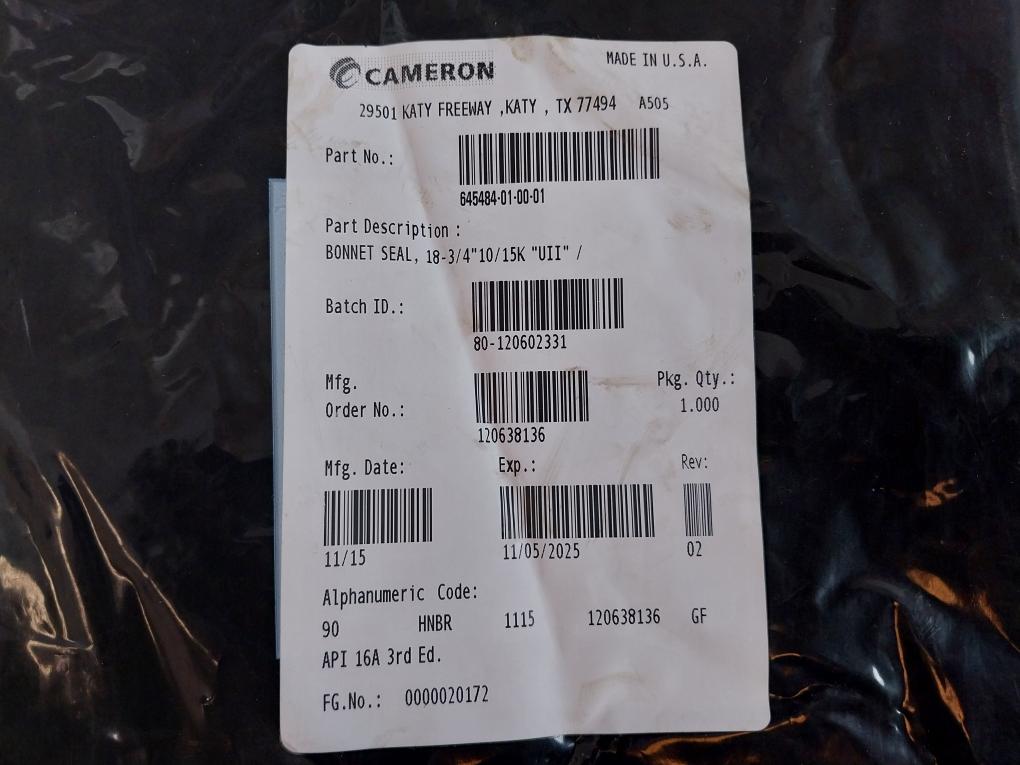 CAMERON
MADE IN U.S.A.
29501 KATY FREEWAY ,KATY , TX 77494 A505
Part No.:
645484-01-00-01
Part Description :
BONNET SEAL, 18-3/4"10/15K "UII" /
Batch ID.:
80-120602331
Mfg.
Order No.:
120638136
Pkg. Qty.:
1.000
Mfg. Date: Exp.: Rev:
11/15 11/05/2025 02
Alphanumeric Code:
90 HNBR 1115 120638136 GF
API 16A 3rd Ed.
FG.No.: 0000020172